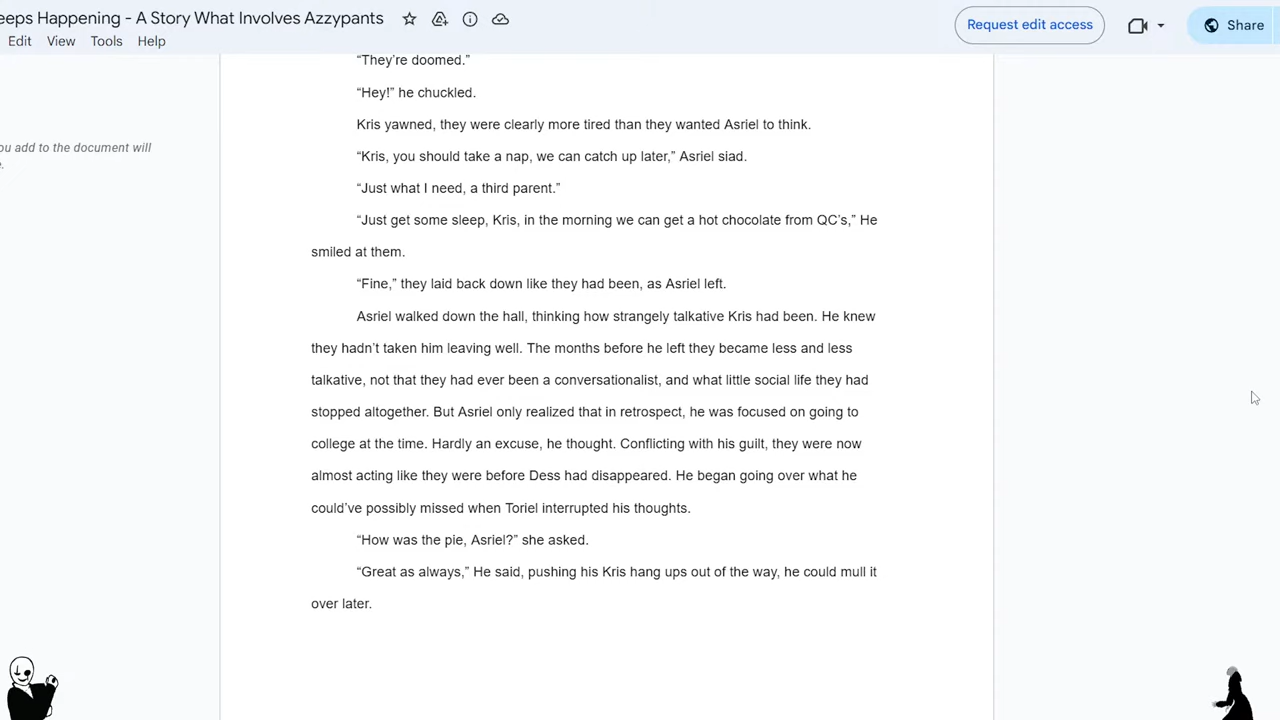 eeps Happening - A Story What Involves Azzypants
Request edit access
Share
Edit View Tools Help
“They’re doomed.”
“Hey!” he chuckled.
Kris yawned, they were clearly more tired than they wanted Asriel to think.
ou add to the document will
“Kris, you should take a nap, we can catch up later,” Asriel siad.
“Just what I need, a third parent.”
“Just get some sleep, Kris, in the morning we can get a hot chocolate from QC’s,” He
smiled at them.
“Fine,” they laid back down like they had been, as Asriel left.
Asriel walked down the hall, thinking how strangely talkative Kris had been. He knew
they hadn’t taken him leaving well. The months before he left they became less and less
talkative, not that they had ever been a conversationalist, and what little social life they had
stopped altogether. But Asriel only realized that in retrospect, he was focused on going to
college at the time. Hardly an excuse, he thought. Conflicting with his guilt, they were now
almost acting like they were before Dess had disappeared. He began going over what he
could’ve possibly missed when Toriel interrupted his thoughts.
“How was the pie, Asriel?” she asked.
“Great as always,” He said, pushing his Kris hang ups out of the way, he could mull it
over later.